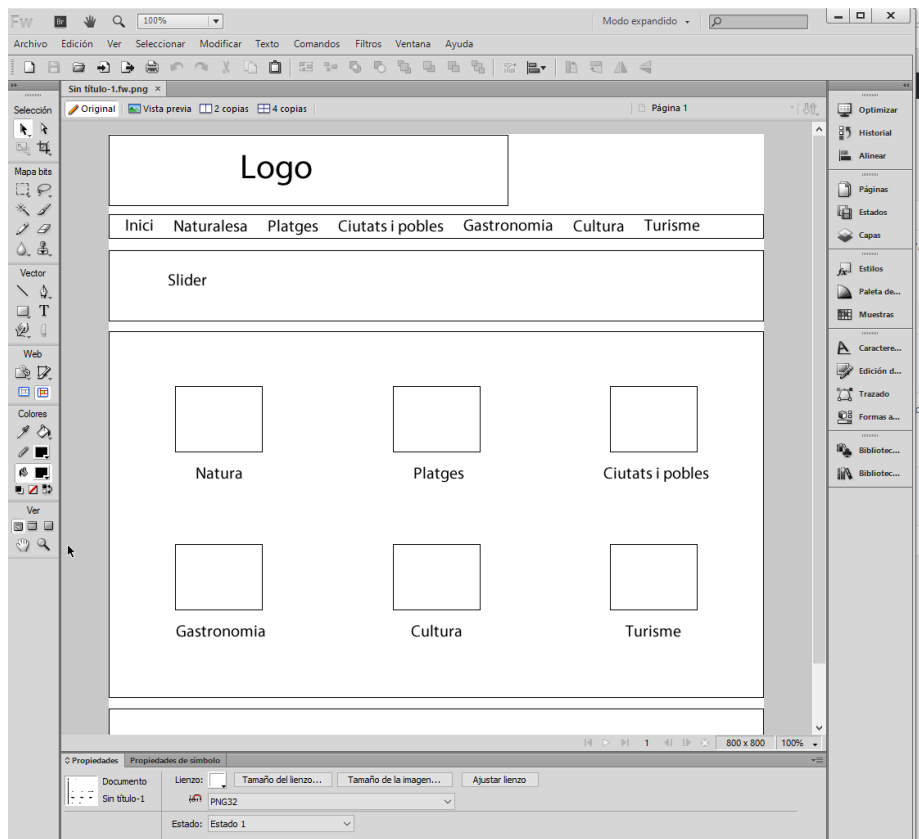 Fw Br 100% Modo expandido
Archivo Edición Ver Seleccionar Modificar Texto Comandos Filtros Ventana Ayuda
Sin título-1.fw.png ×
Original Vista previa 2 copias 4 copias Página 1
Selección
Mapa bits
Vector
Web
Colores
Ver
Logo
Inici Naturalesa Platges Ciutats i pobles Gastronomia Cultura Turisme
Slider
Natura Platges Ciutats i pobles
Gastronomia Cultura Turisme
Optimizar
Historial
Alinear
Páginas
Estados
Capas
Estilos
Paleta de...
Muestras
Caractere...
Edición d...
Trazado
Formas a...
Bibliotec...
Bibliotec...
1 800 x 800 100%
Propiedades Propiedades de símbolo
Documento Lienzo: Tamaño del lienzo... Tamaño de la imagen... Ajustar lienzo
Sin título-1 PNG32
Estado: Estado 1